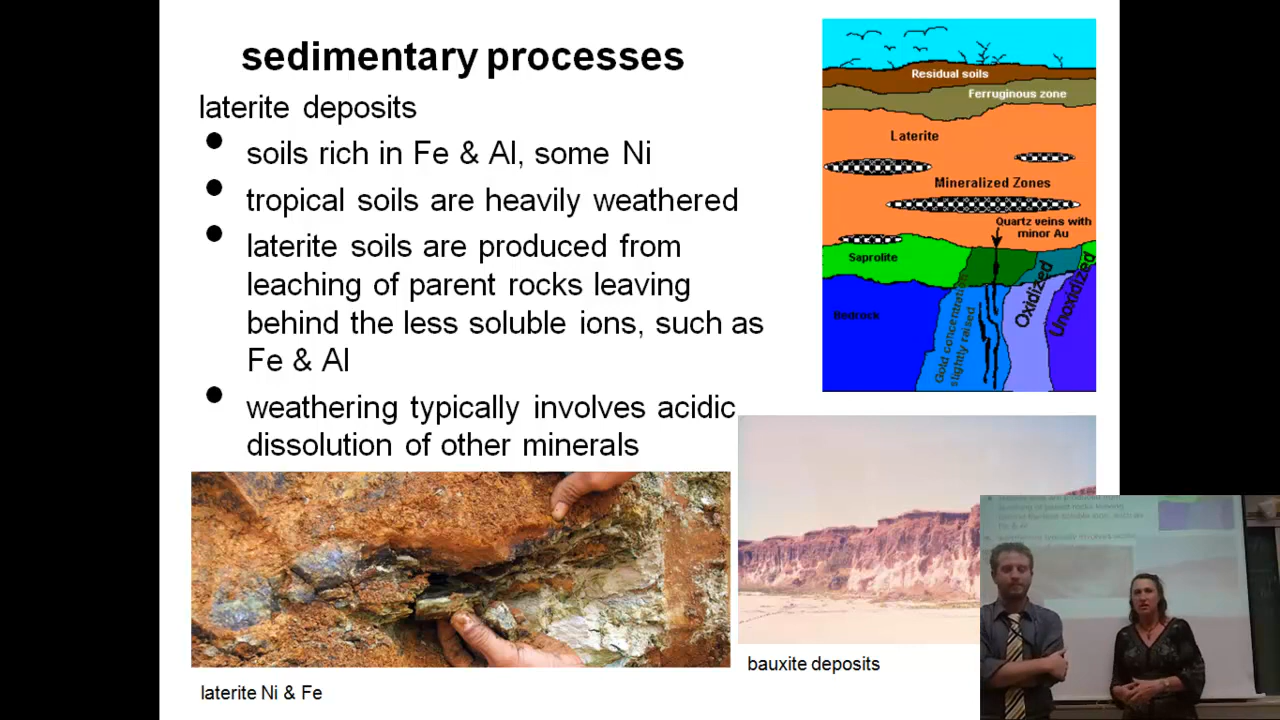 sedimentary processes
laterite deposits
soils rich in Fe & Al, some Ni
tropical soils are heavily weathered
laterite soils are produced from
leaching of parent rocks leaving
behind the less soluble ions, such as
Fe & Al
weathering typically involves acidic
dissolution of other minerals
Residual soils
Ferruginous zone
Laterite
Mineralized Zones
Quartz veins with
minor Au
Saprolite
Bedrock
Gold concentration
slightly raised
Oxidized
Unoxidized
laterite Ni & Fe
bauxite deposits